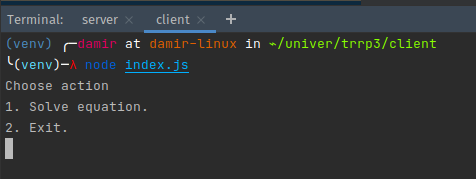 Terminal: server × client × +
(venv) ╭─damir at damir-linux in ~/univer/trrp3/client
╰(venv)─λ node index.js
Choose action
1. Solve equation.
2. Exit.